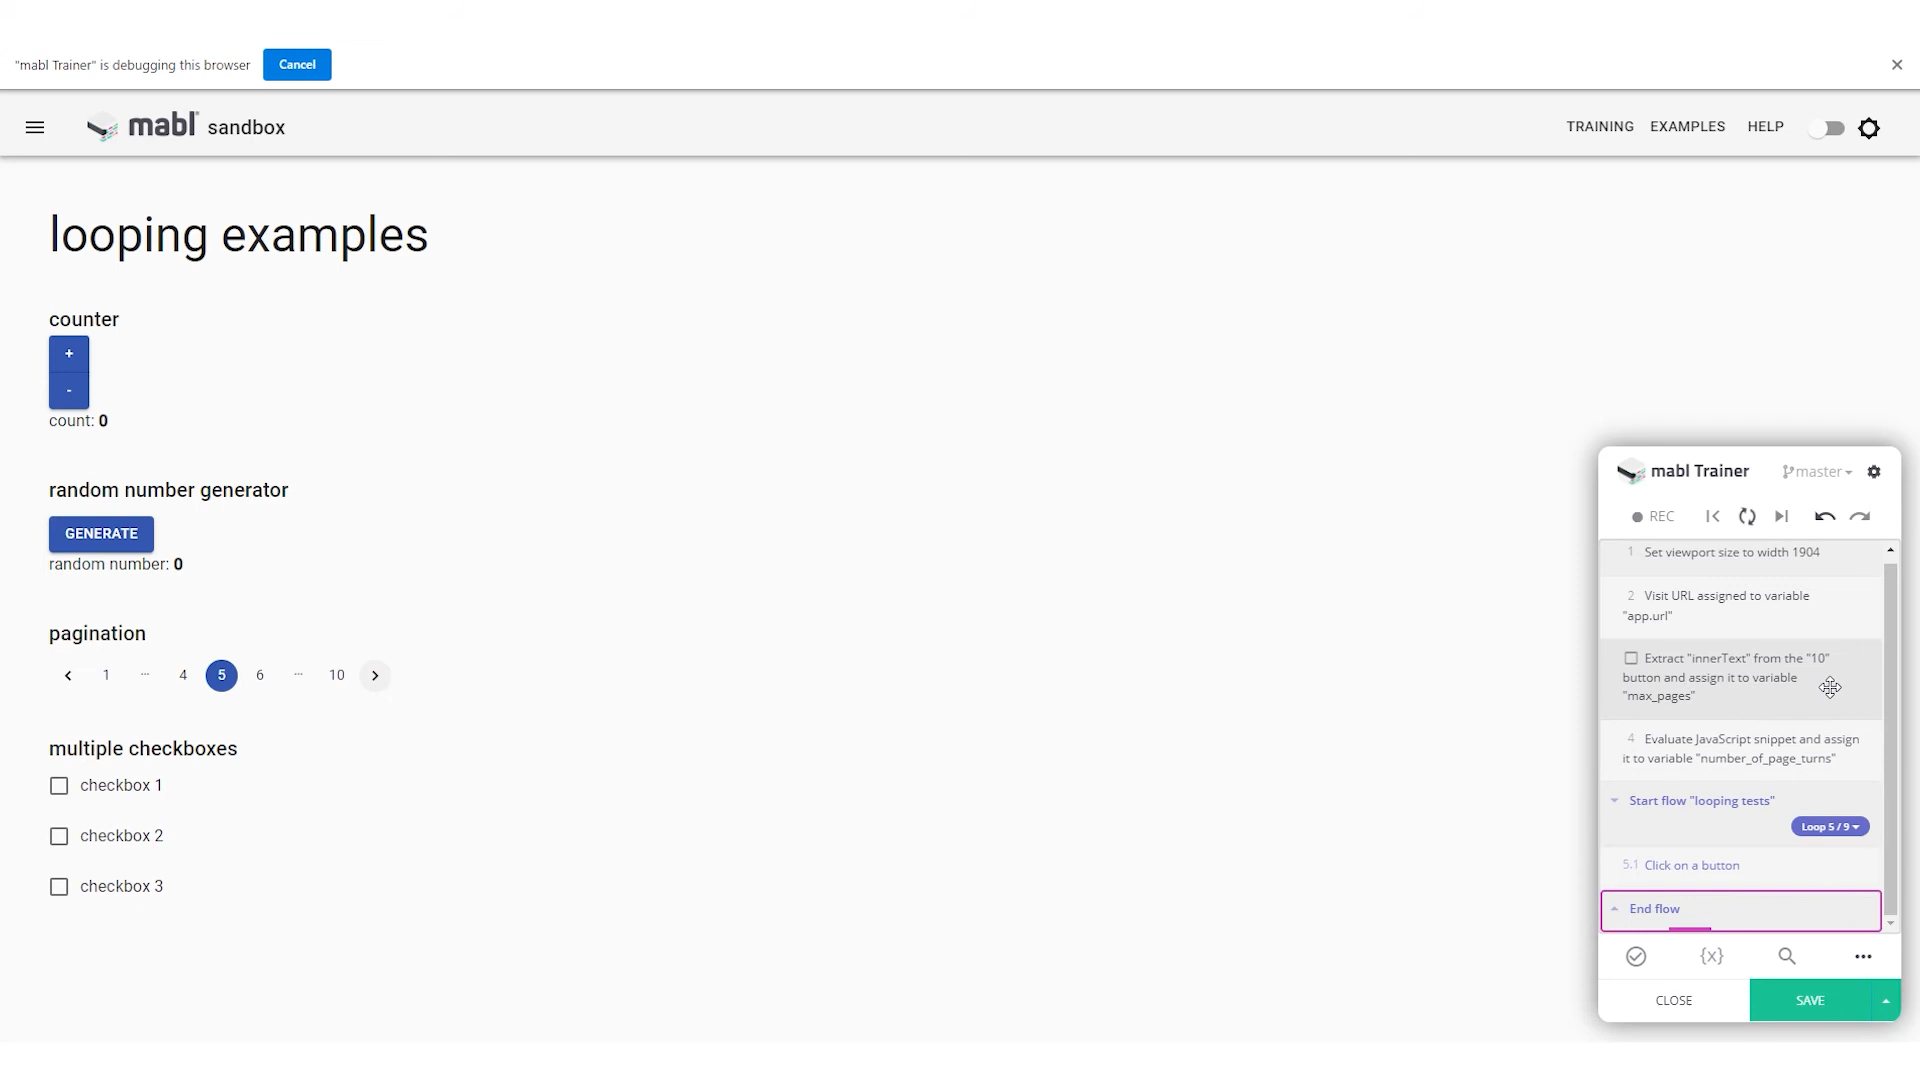 "mabl Trainer" is debugging this browser Cancel
mabl sandbox
TRAINING EXAMPLES HELP
looping examples
counter
+
-
count: 0
random number generator
GENERATE
random number: 0
pagination
1 ... 4 5 6 ... 10
multiple checkboxes
checkbox 1
checkbox 2
checkbox 3
mabl Trainer master
REC
1 Set viewport size to width 1904
2 Visit URL assigned to variable
"app.url"
Extract "innerText" from the "10"
button and assign it to variable
"max_pages"
4 Evaluate JavaScript snippet and assign
it to variable "number_of_page_turns"
Start flow "looping tests"
Loop 5 / 9
5.1 Click on a button
End flow
{x}
CLOSE SAVE